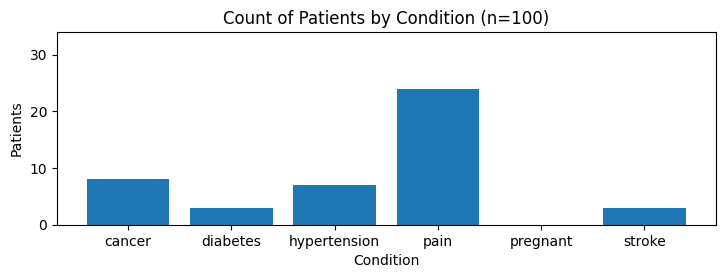 Count of Patients by Condition (n=100)
Patients
30
20
10
0
cancer diabetes hypertension pain pregnant stroke
Condition